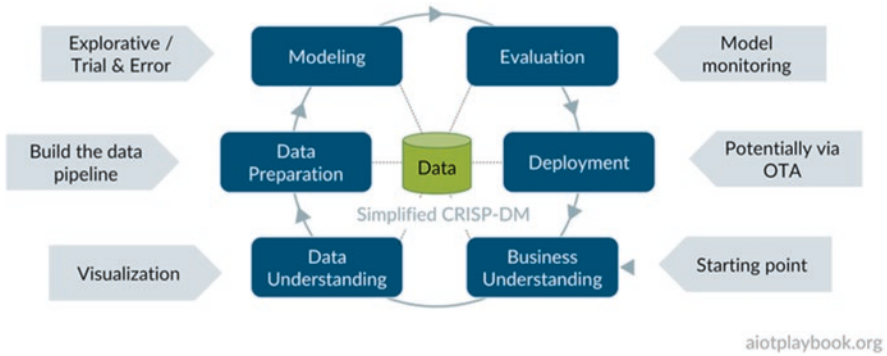 Explorative /
Trial & Error
Modeling
Evaluation
Model
monitoring
Build the data
pipeline
Data
Preparation
Data
Deployment
Potentially via
OTA
Simplified CRISP-DM
Visualization
Data
Understanding
Business
Understanding
Starting point
aiotplaybook.org